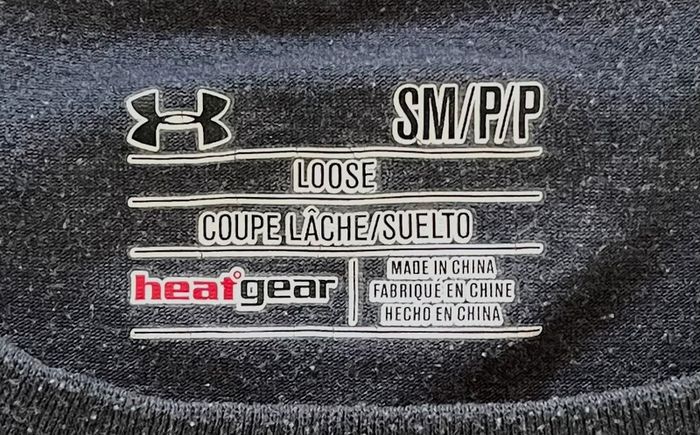 SM/P/P
LOOSE
COUPE LÂCHE/SUELTO
heatgear
MADE IN CHINA
FABRIQUÉ EN CHINE
HECHO EN CHINA